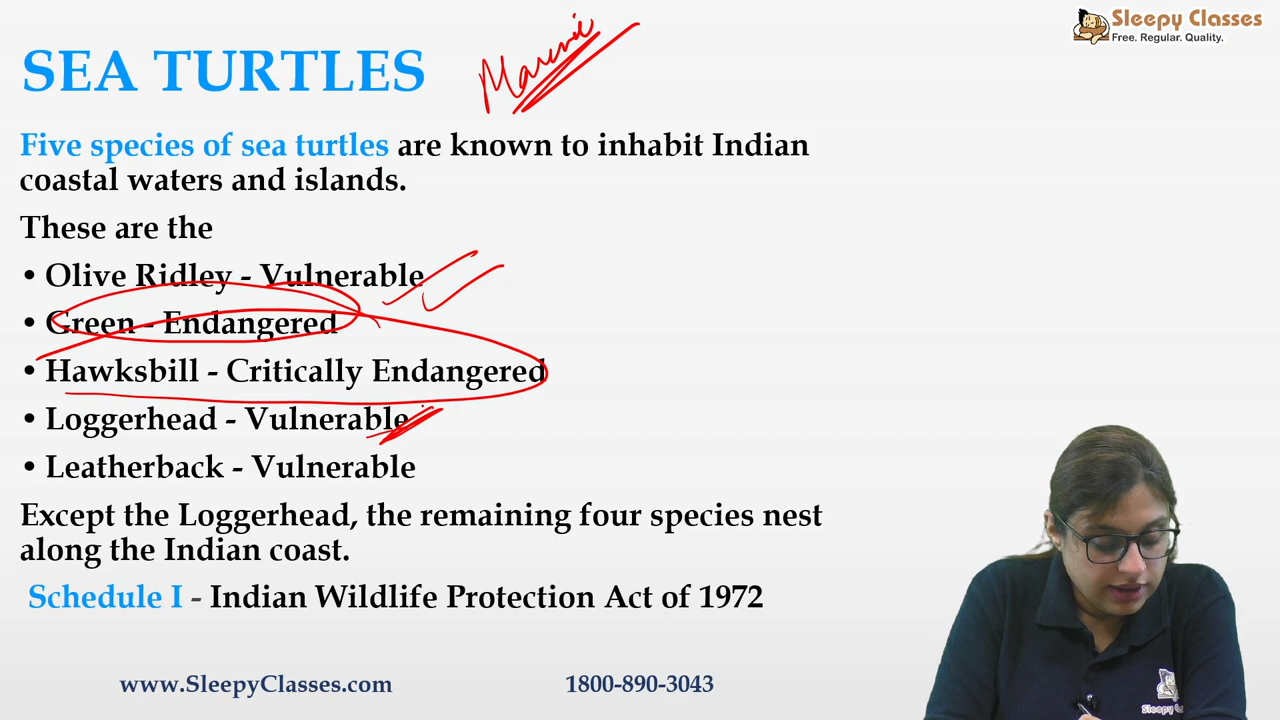 Sleepy Classes
Free. Regular. Quality.
SEA TURTLES
Marine
Five species of sea turtles are known to inhabit Indian
coastal waters and islands.
These are the
• Olive Ridley - Vulnerable
• Green - Endangered
• Hawksbill - Critically Endangered
• Loggerhead - Vulnerable
• Leatherback - Vulnerable
Except the Loggerhead, the remaining four species nest
along the Indian coast.
Schedule I - Indian Wildlife Protection Act of 1972
www.SleepyClasses.com
1800-890-3043